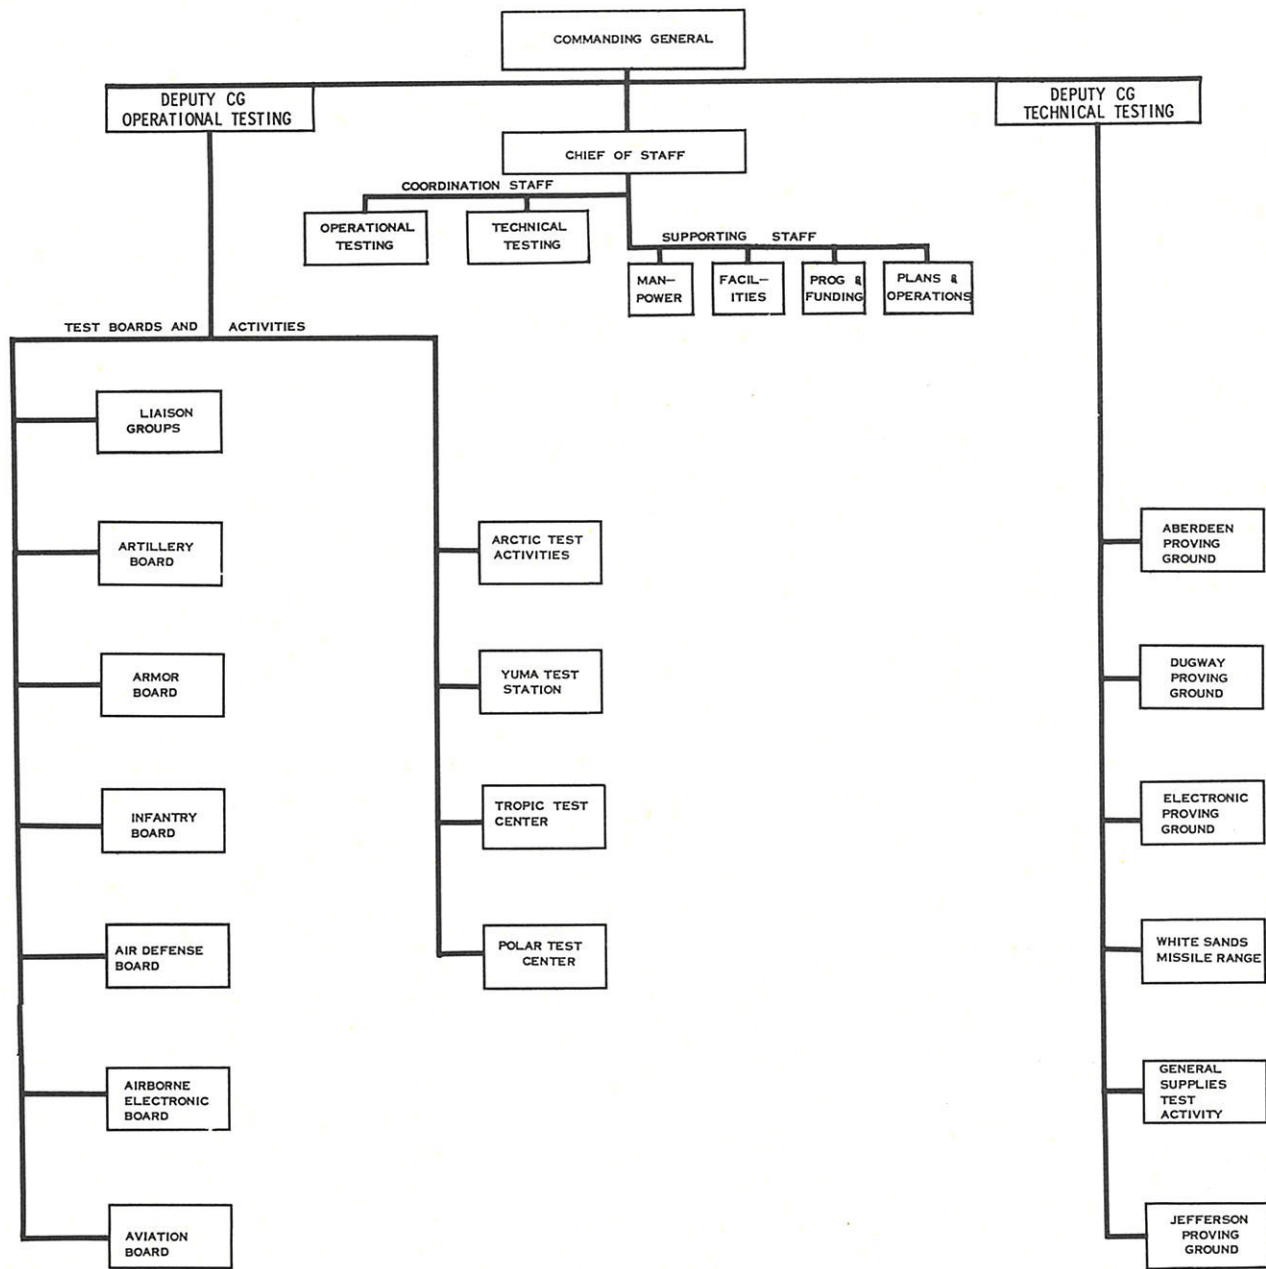 COMMANDING GENERAL
DEPUTY CG
OPERATIONAL TESTING
DEPUTY CG
TECHNICAL TESTING
CHIEF OF STAFF
COORDINATION STAFF
OPERATIONAL
TESTING
TECHNICAL
TESTING
SUPPORTING STAFF
MAN—
POWER
FACIL—
ITIES
PROG &
FUNDING
PLANS &
OPERATIONS
TEST BOARDS AND ACTIVITIES
LIAISON
GROUPS
ARTILLERY
BOARD
ARMOR
BOARD
INFANTRY
BOARD
AIR DEFENSE
BOARD
AIRBORNE
ELECTRONIC
BOARD
AVIATION
BOARD
ARCTIC TEST
ACTIVITIES
YUMA TEST
STATION
TROPIC TEST
CENTER
POLAR TEST
CENTER
ABERDEEN
PROVING
GROUND
DUGWAY
PROVING
GROUND
ELECTRONIC
PROVING
GROUND
WHITE SANDS
MISSILE RANGE
GENERAL
SUPPLIES
TEST
ACTIVITY
JEFFERSON
PROVING
GROUND